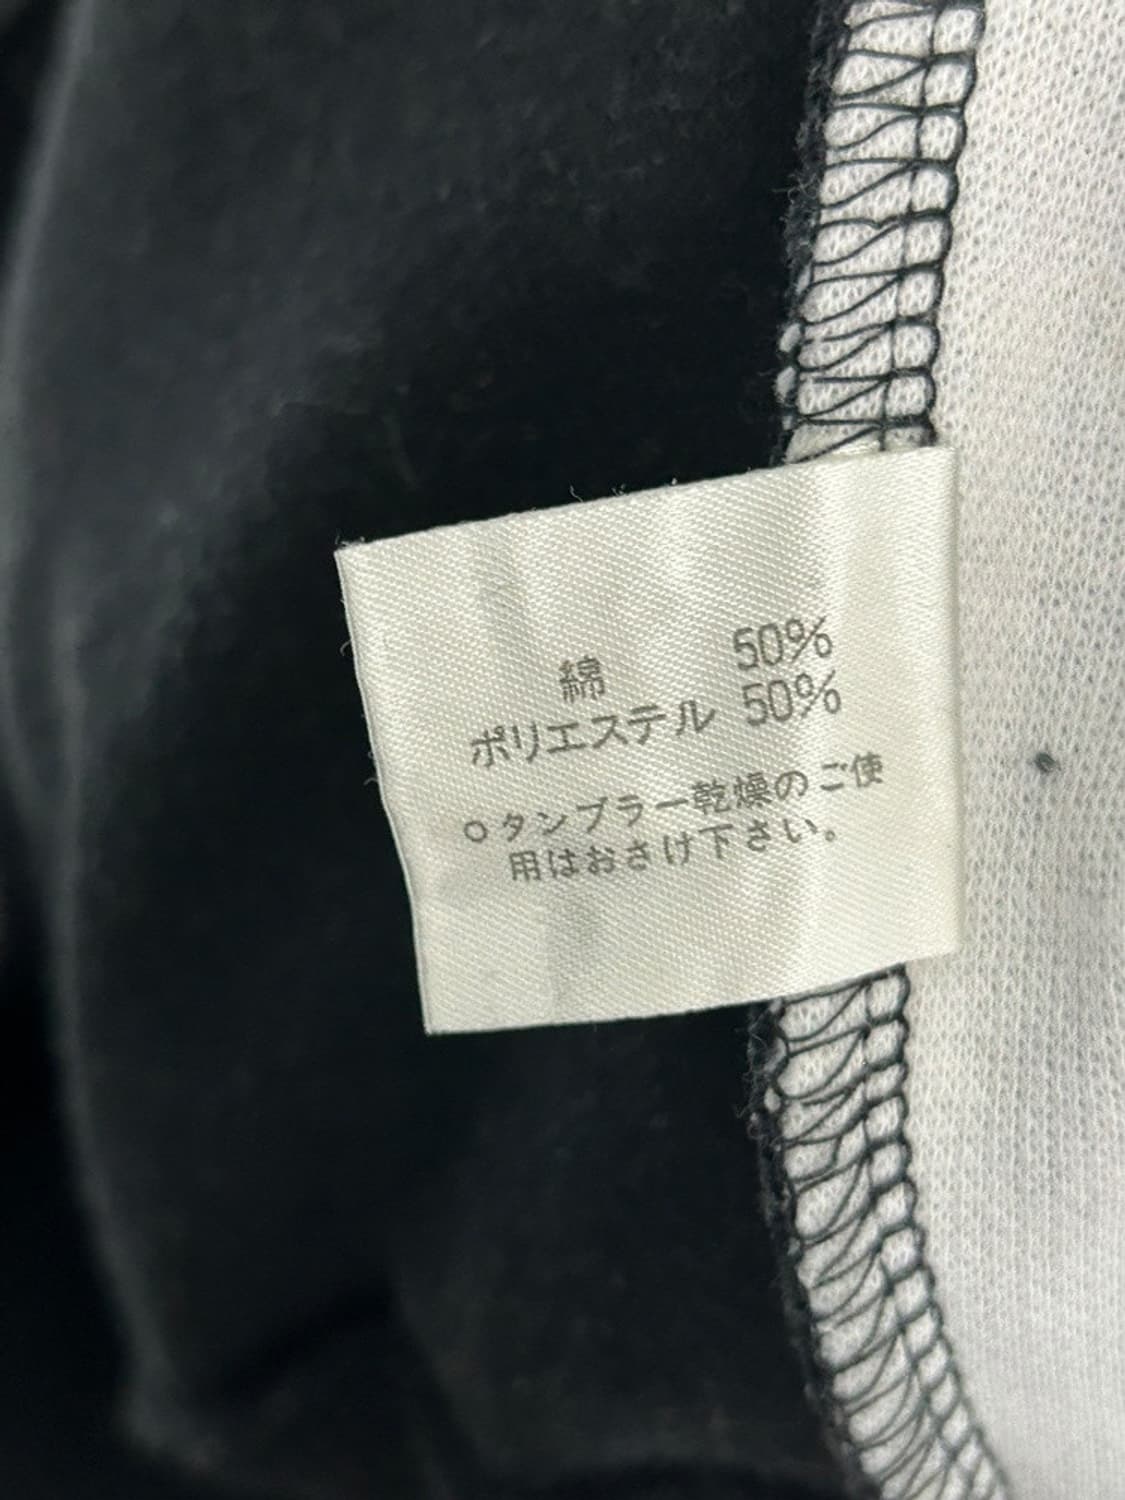 綿 50%
ポリエステル 50%
○タンブラー乾燥のご使
用はおさけ下さい。